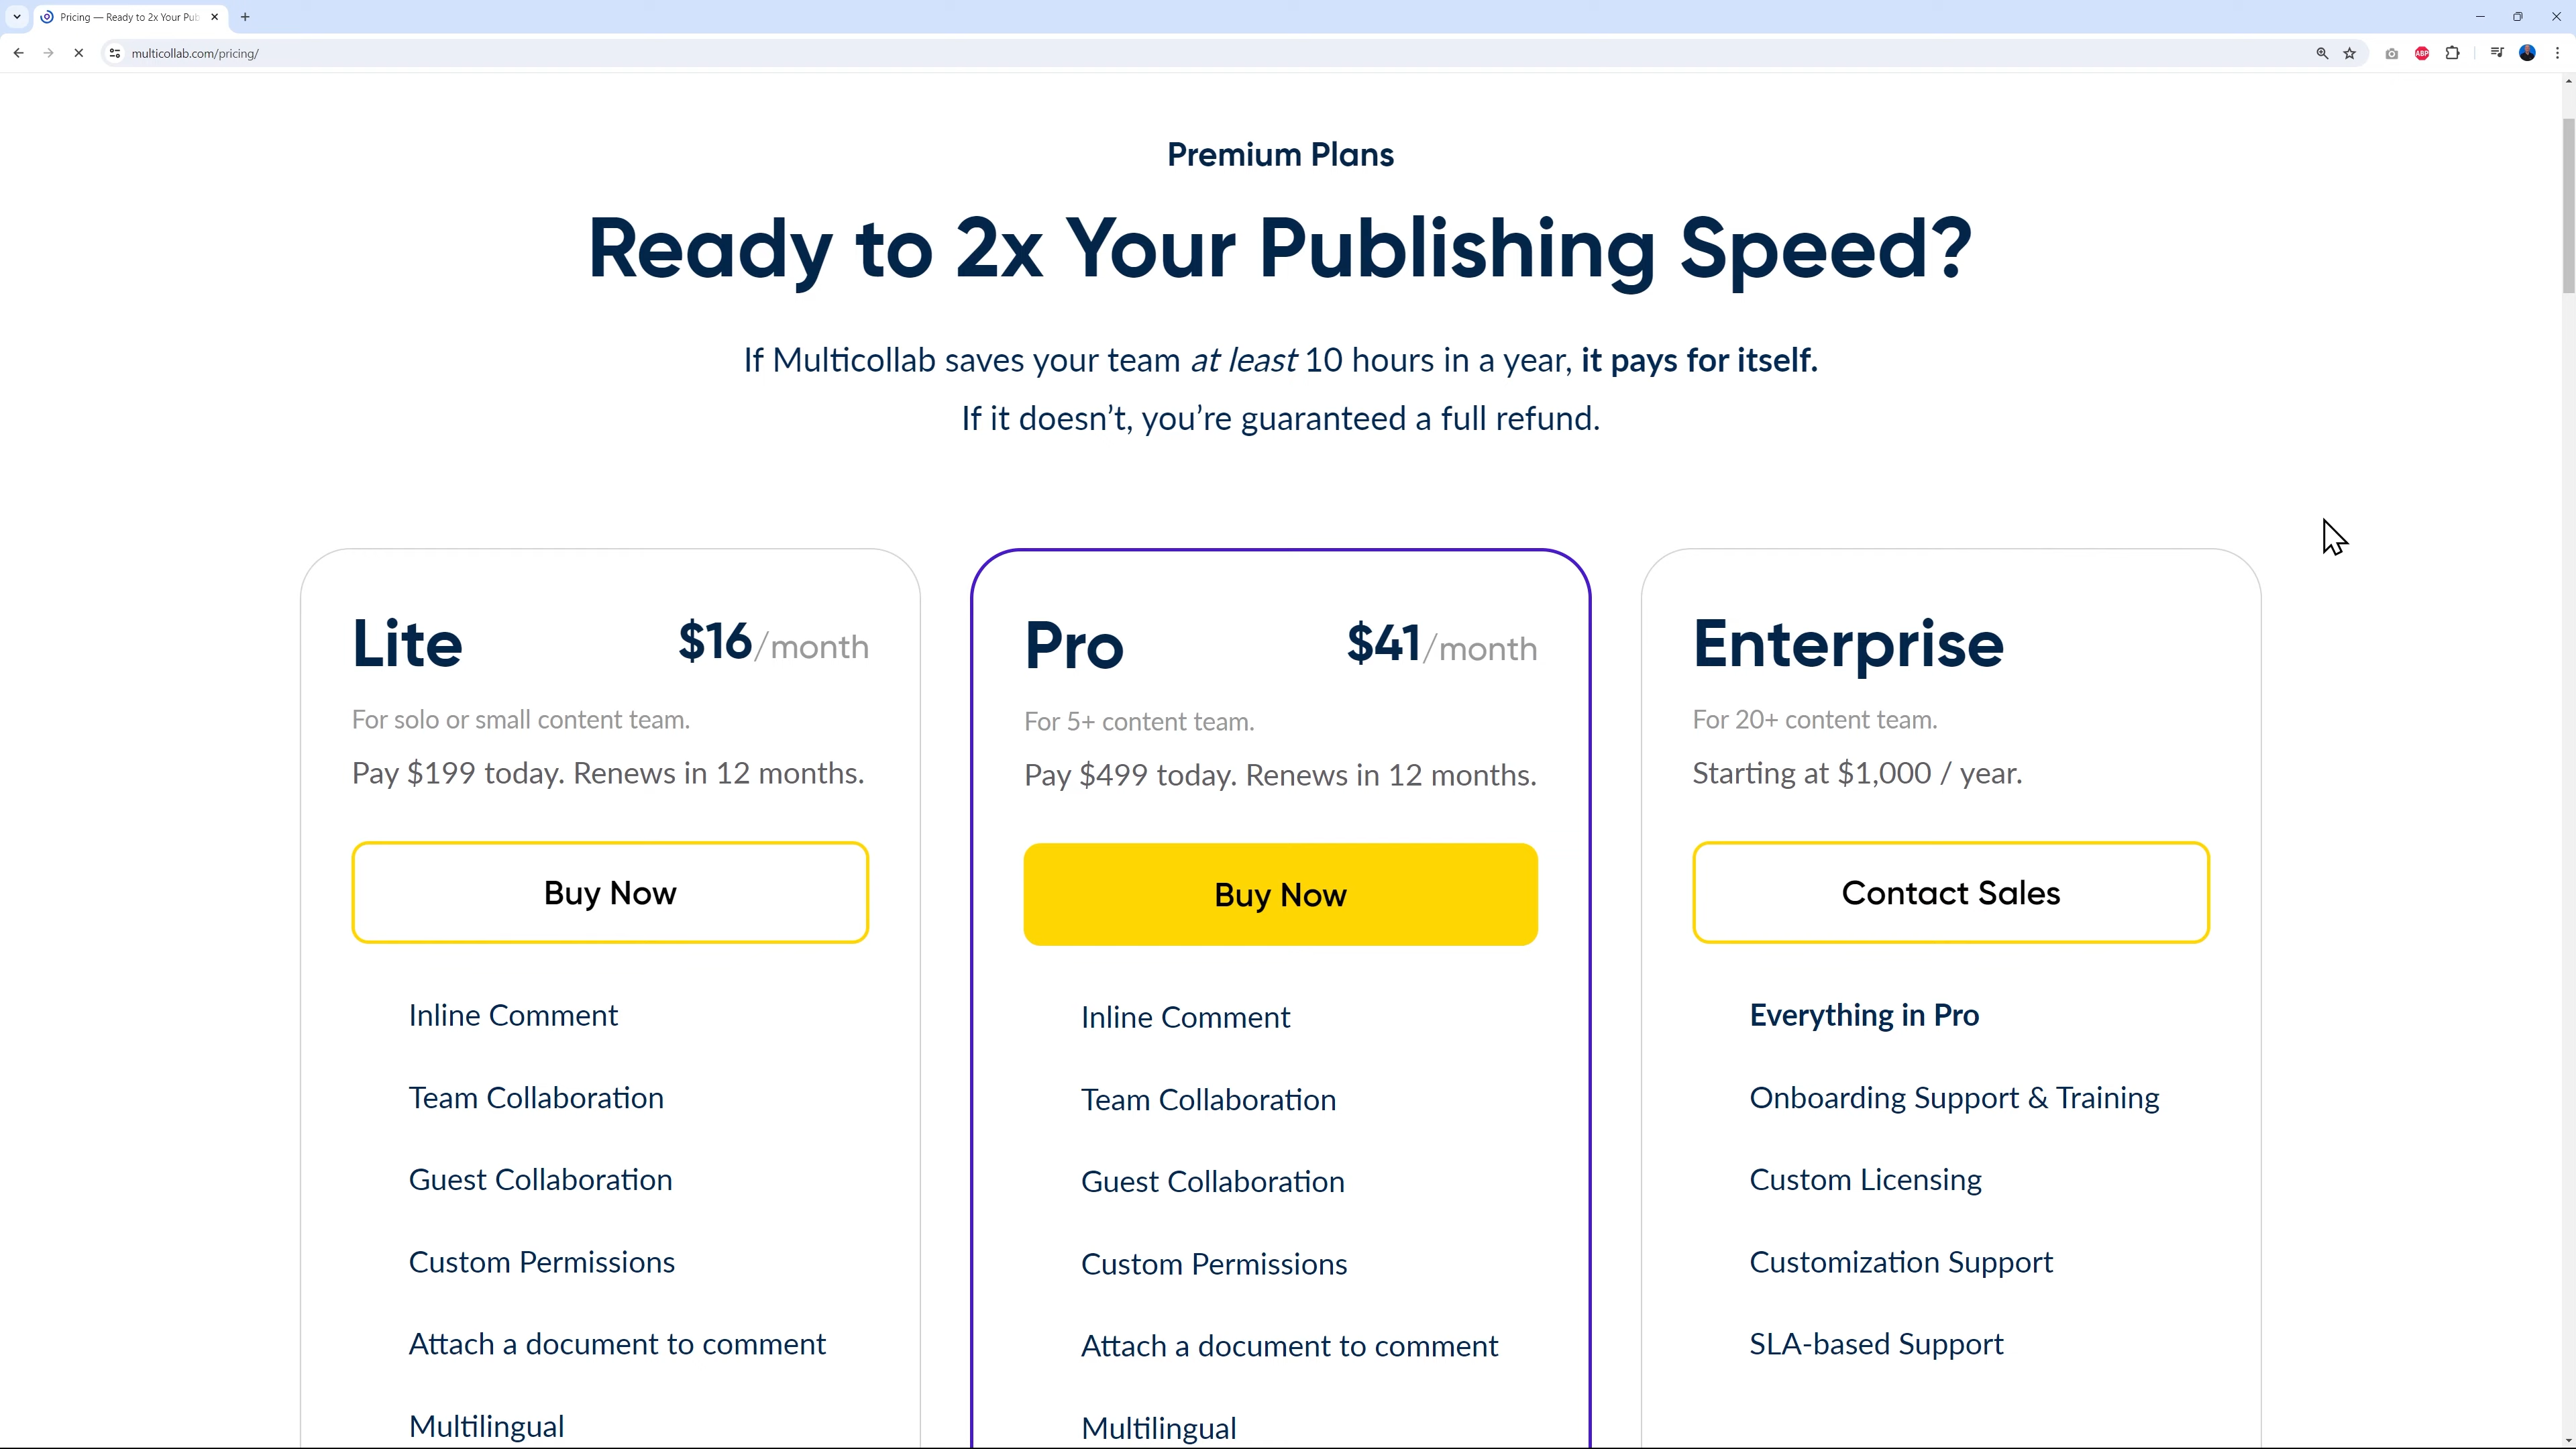 Pricing — Ready to 2x Your Pub
multicollab.com/pricing/
ABP
Premium Plans
Ready to 2x Your Publishing Speed?
If Multicollab saves your team at least 10 hours in a year, it pays for itself.
If it doesn’t, you’re guaranteed a full refund.
Lite
$16/month
For solo or small content team.
Pay $199 today. Renews in 12 months.
Buy Now
Inline Comment
Team Collaboration
Guest Collaboration
Custom Permissions
Attach a document to comment
Multilingual
Pro
$41/month
For 5+ content team.
Pay $499 today. Renews in 12 months.
Buy Now
Inline Comment
Team Collaboration
Guest Collaboration
Custom Permissions
Attach a document to comment
Multilingual
Enterprise
For 20+ content team.
Starting at $1,000 / year.
Contact Sales
Everything in Pro
Onboarding Support & Training
Custom Licensing
Customization Support
SLA-based Support